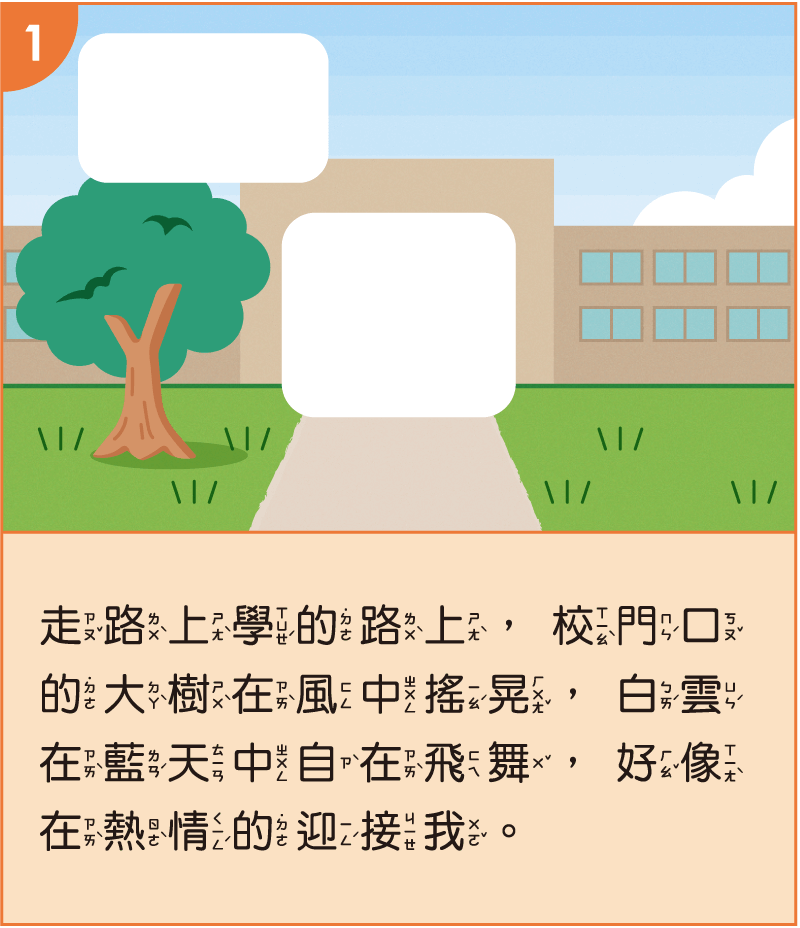 1
走路上學的路上，校門口
的大樹在風中搖晃，白雲
在藍天中自在飛舞，好像
在熱情的迎接我。